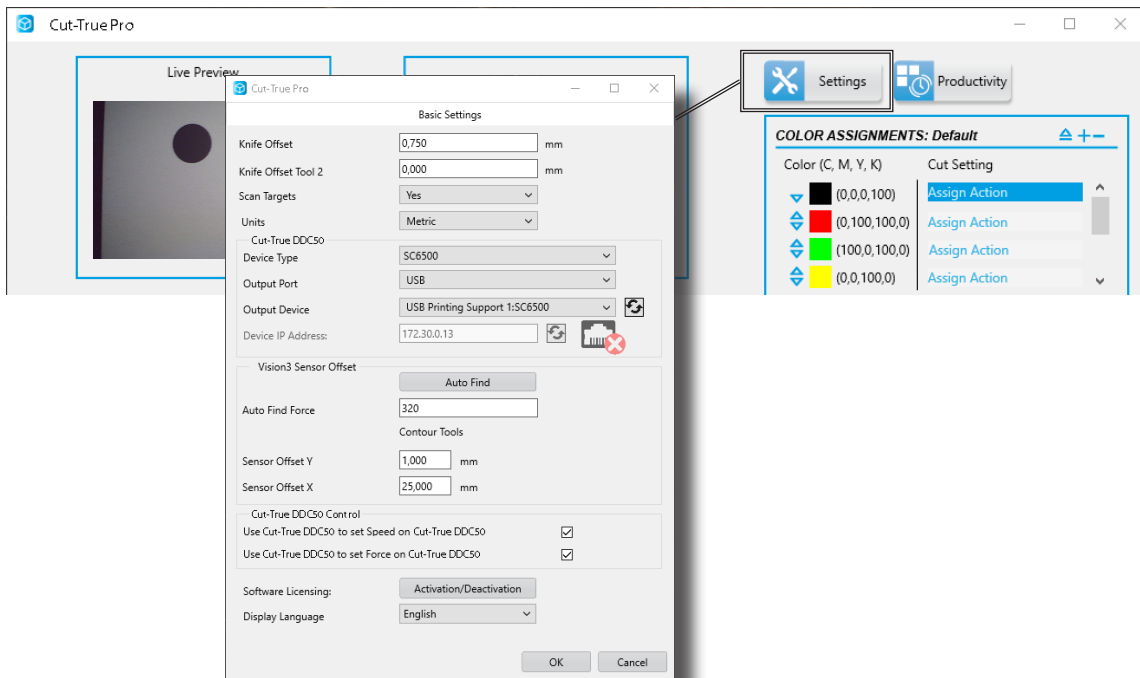 Cut-True Pro
Live Preview
Settings
Productivity
COLOR ASSIGNMENTS: Default
Color (C, M, Y, K) Cut Setting
(0,0,0,100) Assign Action
(0,100,100,0) Assign Action
(100,0,100,0) Assign Action
(0,0,100,0) Assign Action
Cut-True Pro
Basic Settings
Knife Offset 0,750 mm
Knife Offset Tool 2 0,000 mm
Scan Targets Yes
Units Metric
Cut-True DDC50
Device Type SC6500
Output Port USB
Output Device USB Printing Support 1:SC6500
Device IP Address: 172.30.0.13
Vision3 Sensor Offset
Auto Find
Auto Find Force 320
Contour Tools
Sensor Offset Y 1,000 mm
Sensor Offset X 25,000 mm
Cut-True DDC50 Control
Use Cut-True DDC50 to set Speed on Cut-True DDC50
Use Cut-True DDC50 to set Force on Cut-True DDC50
Software Licensing: Activation/Deactivation
Display Language English
OK Cancel